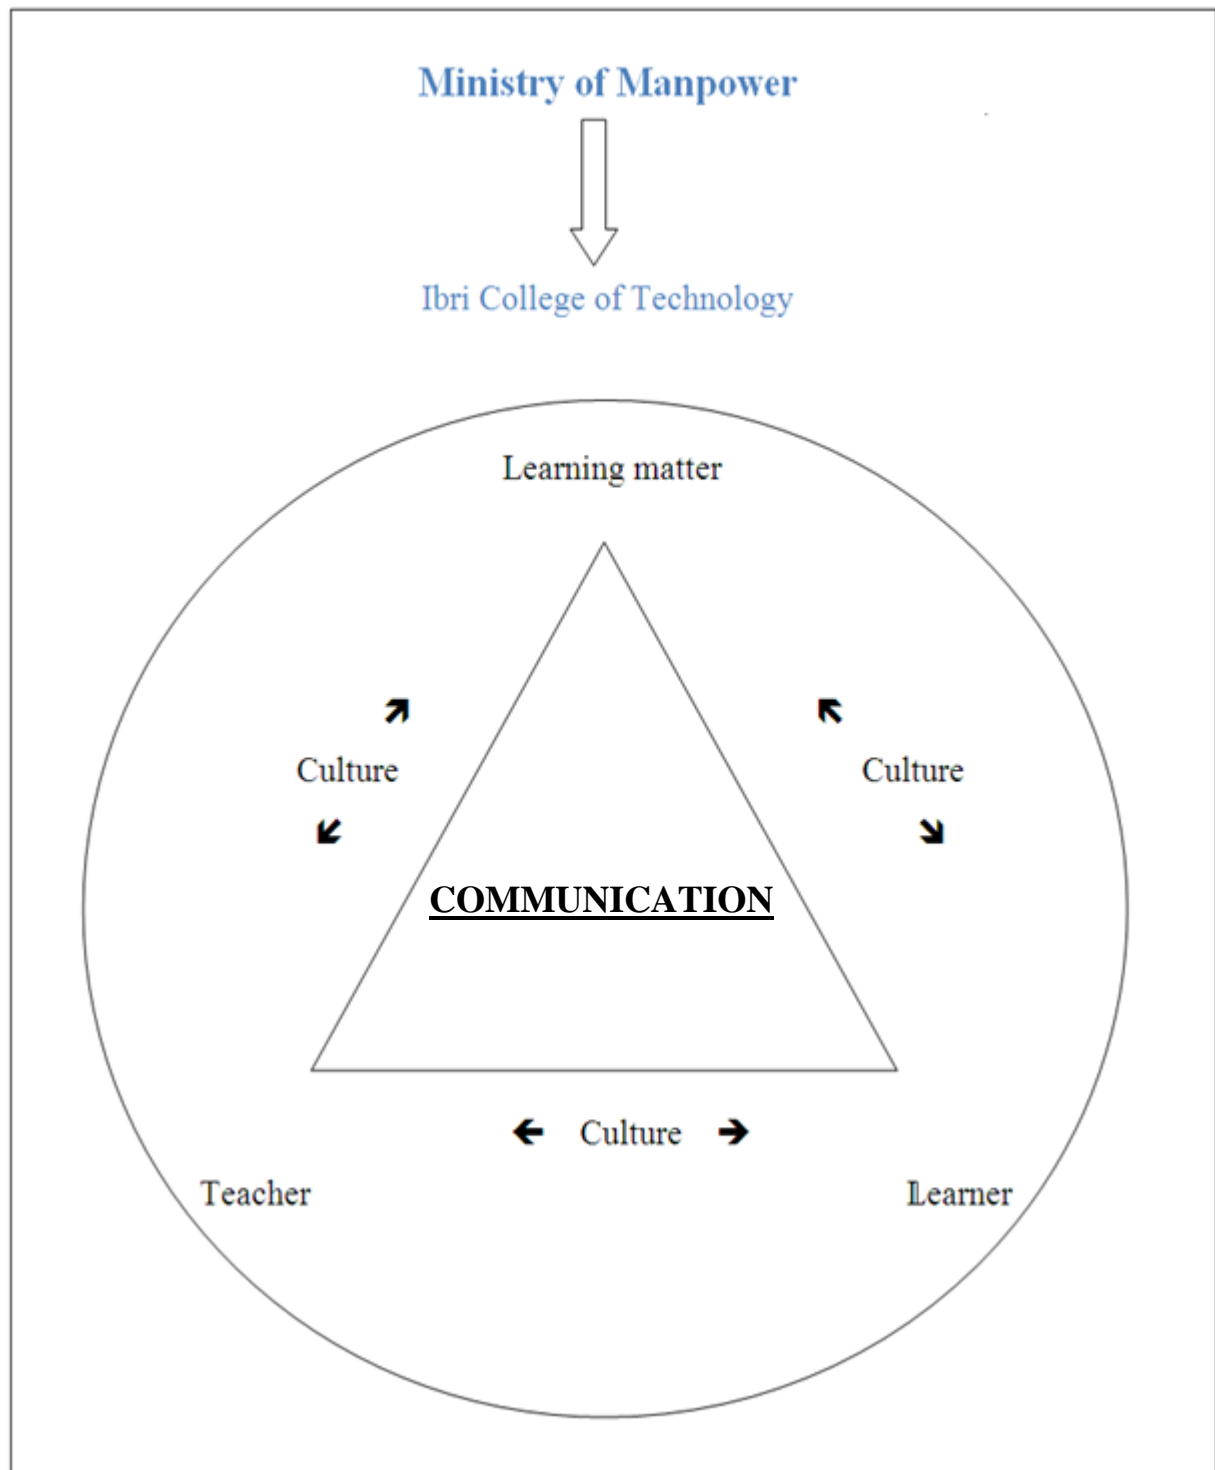 Ministry of Manpower
Ibri College of Technology
Learning matter
Culture
Culture
COMMUNICATION
Culture
Teacher
Learner